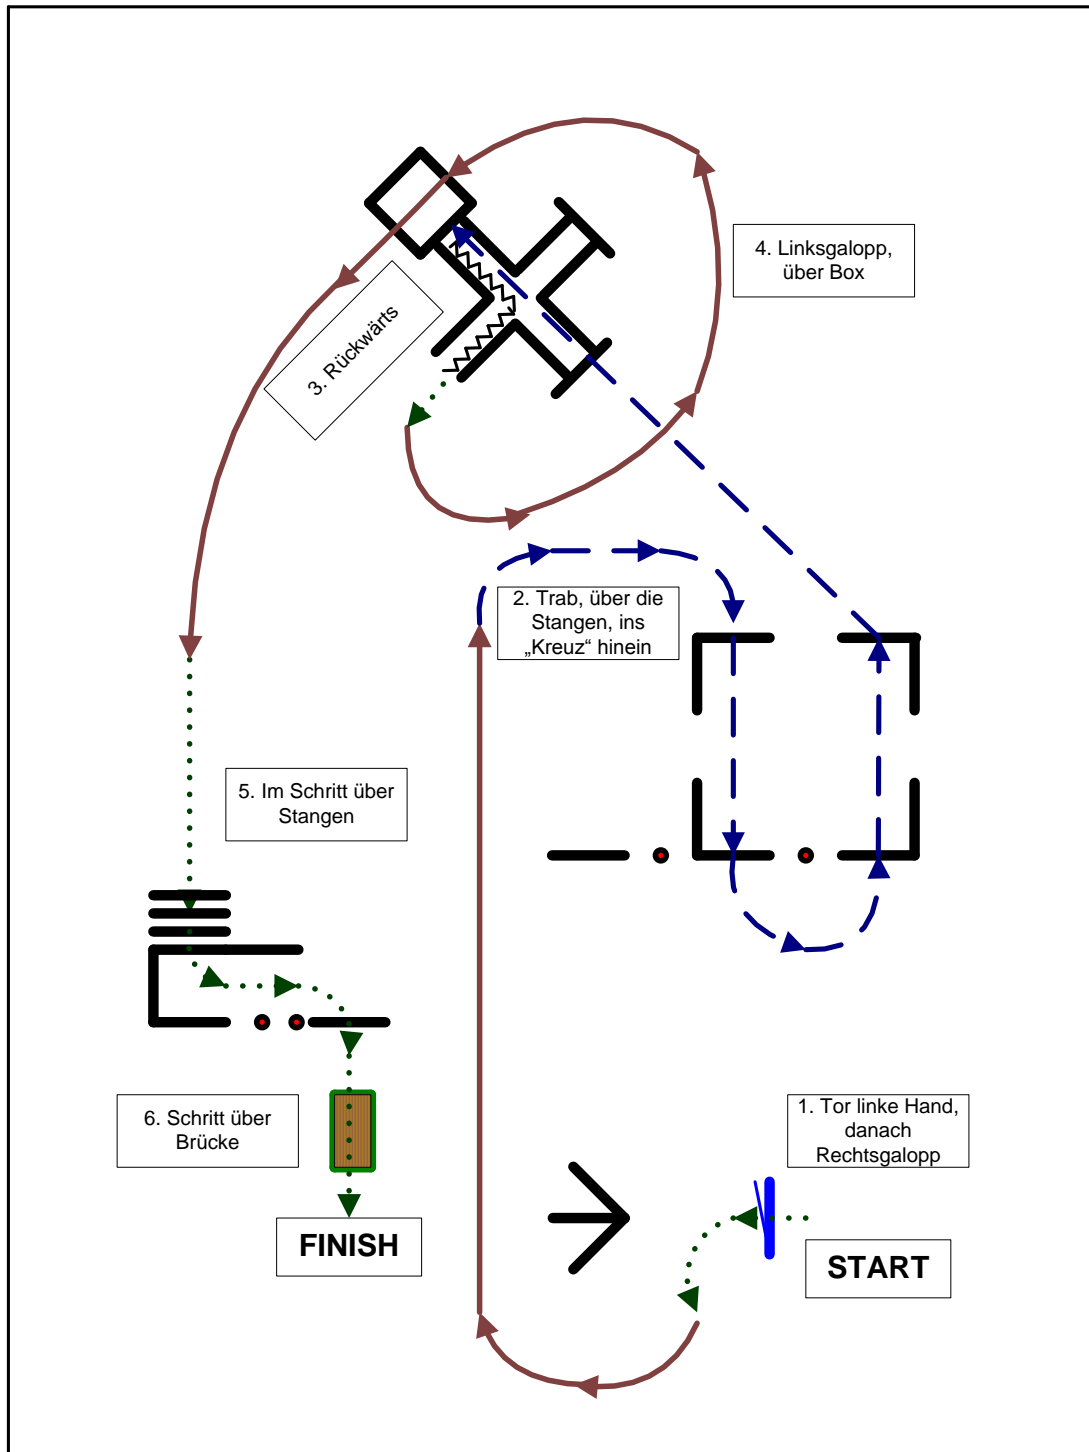 4. Linksgalopp,
über Box
3. Rückwärts
2. Trab, über die
Stangen, ins
„Kreuz“ hinein
5. Im Schritt über
Stangen
6. Schritt über
Brücke
1. Tor linke Hand,
danach
Rechtsgalopp
FINISH
START